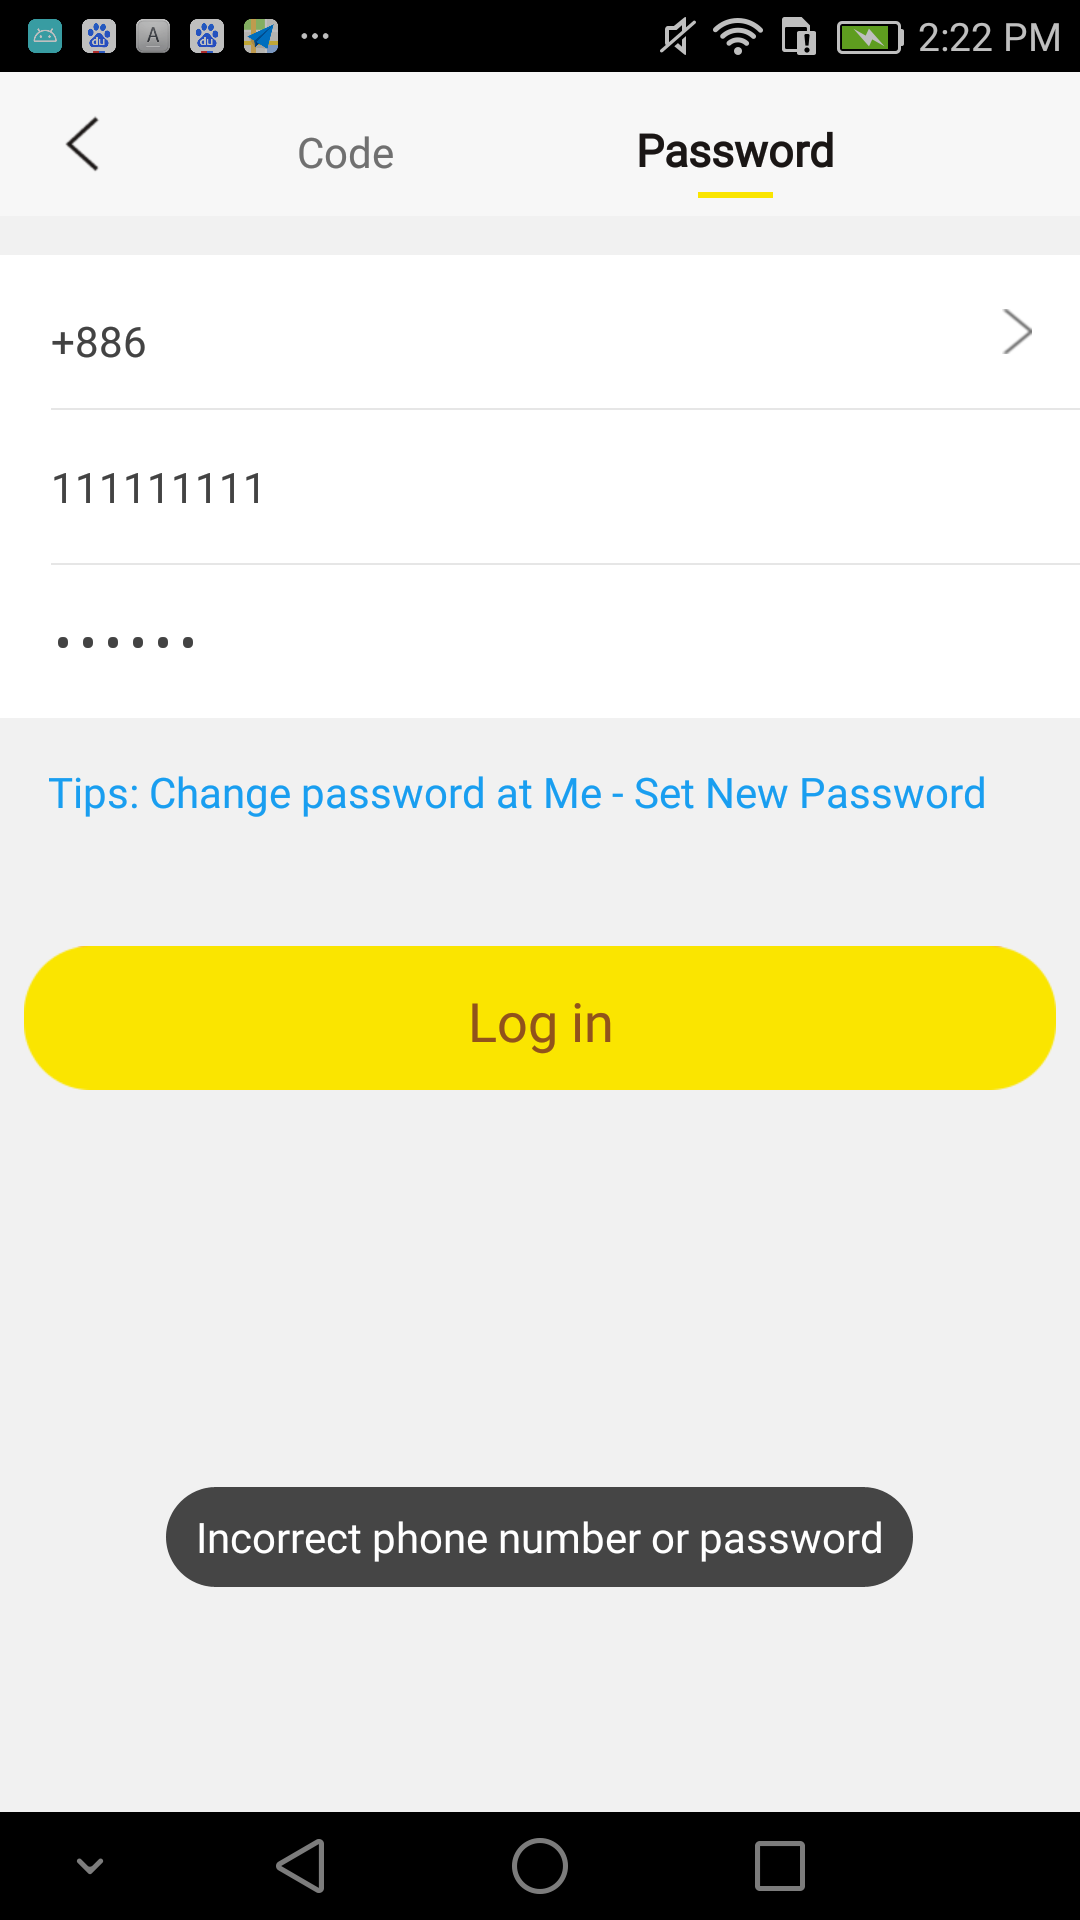 2:22 PM
Code Password
+886
111111111
••••••
Tips: Change password at Me - Set New Password
Log in
Incorrect phone number or password